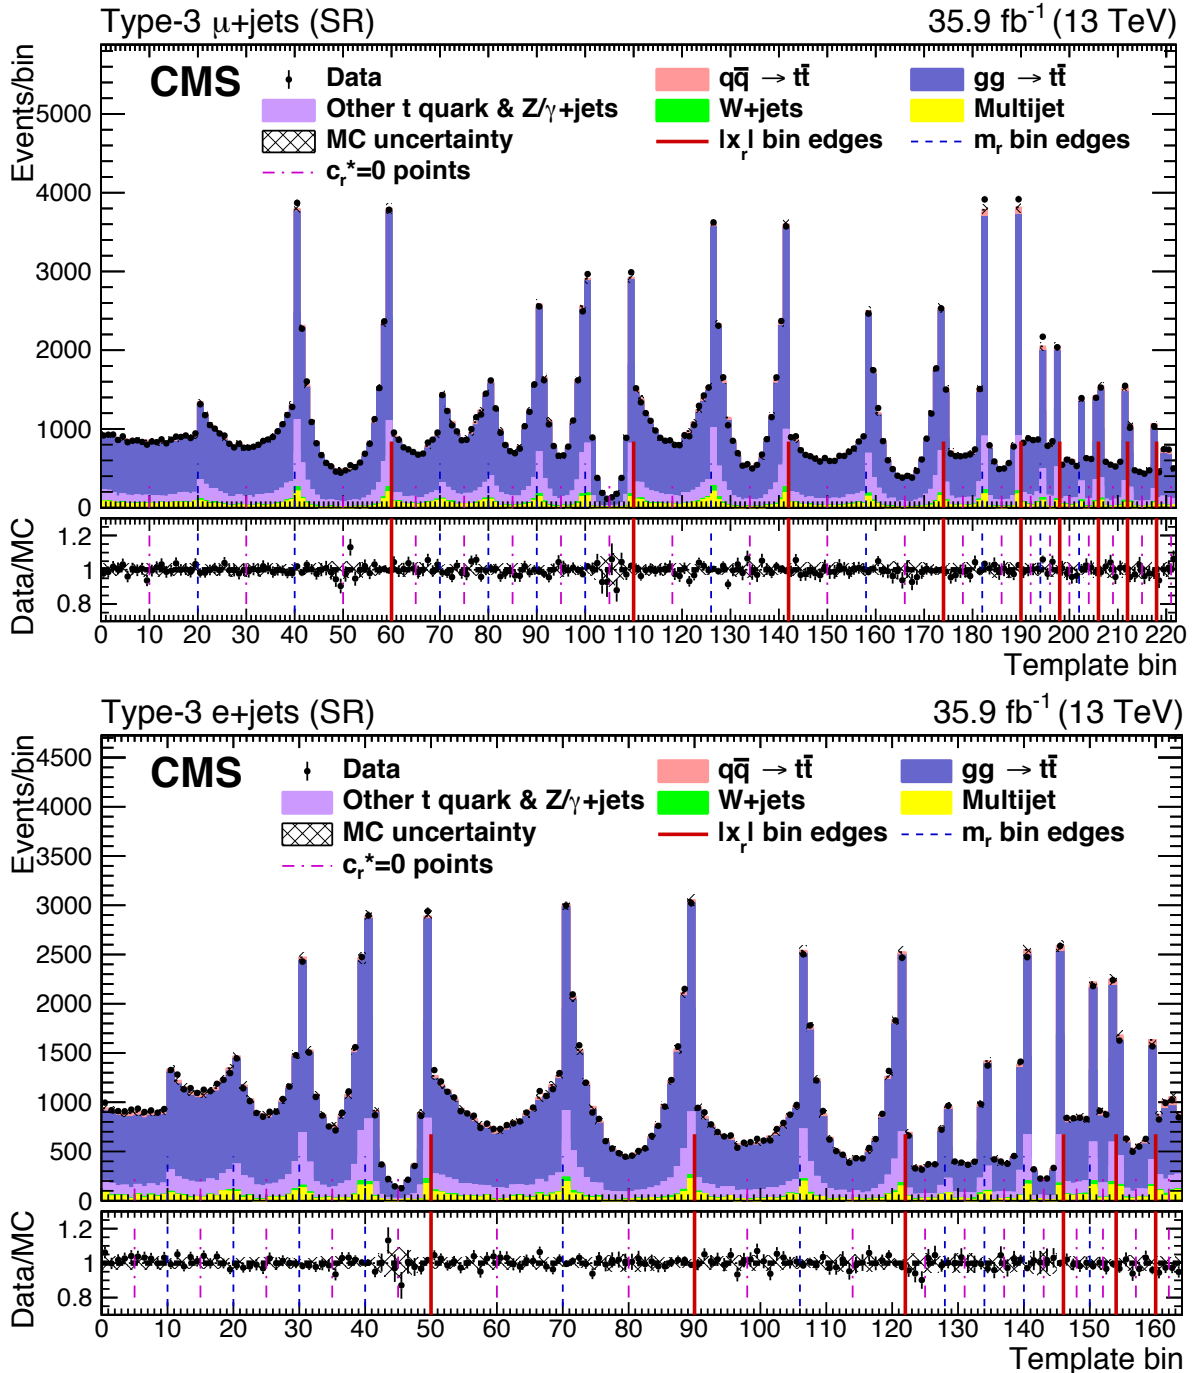 Type-3 μ+jets (SR) 35.9 fb⁻¹ (13 TeV)
CMS
Data
qq̅ → tt̅
gg → tt̅
Other t quark & Z/γ+jets
W+jets
Multijet
MC uncertainty
|x_r| bin edges
m_r bin edges
c_r*=0 points
Events/bin
5000
4000
3000
2000
1000
0
Data/MC
1.2
1
0.8
0 10 20 30 40 50 60 70 80 90 100 110 120 130 140 150 160 170 180 190 200 210 220
Template bin
Type-3 e+jets (SR) 35.9 fb⁻¹ (13 TeV)
CMS
Data
qq̅ → tt̅
gg → tt̅
Other t quark & Z/γ+jets
W+jets
Multijet
MC uncertainty
|x_r| bin edges
m_r bin edges
c_r*=0 points
Events/bin
4500
4000
3500
3000
2500
2000
1500
1000
500
0
Data/MC
1.2
1
0.8
0 10 20 30 40 50 60 70 80 90 100 110 120 130 140 150 160
Template bin